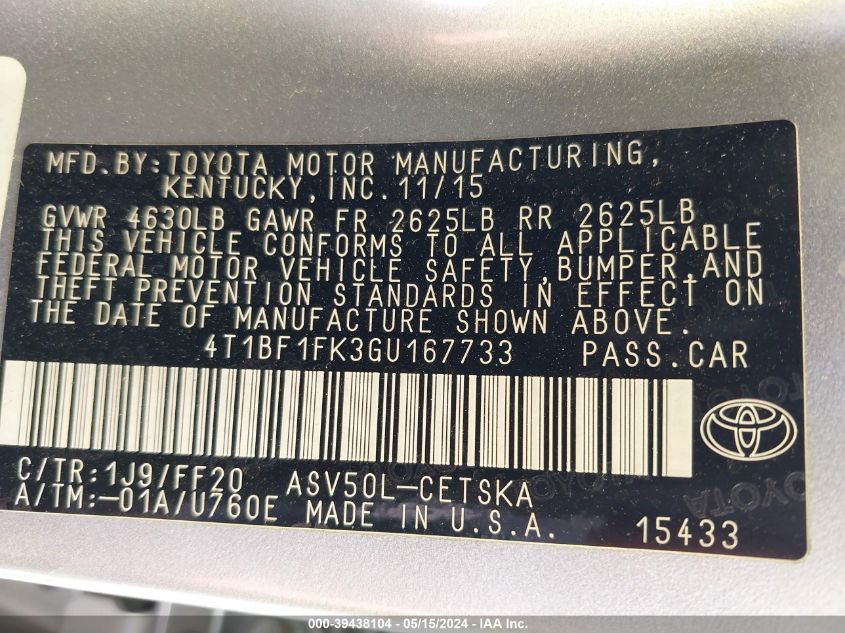 MFD. BY: TOYOTA MOTOR MANUFACTURING,
KENTUCKY, INC. 11/15
GVWR 4630LB GAWR FR 2625LB RR 2625LB
THIS VEHICLE CONFORMS TO ALL APPLICABLE
FEDERAL MOTOR VEHICLE SAFETY, BUMPER, AND
THEFT PREVENTION STANDARDS IN EFFECT ON
THE DATE OF MANUFACTURE SHOWN ABOVE.
4T1BF1FK3GU167733 PASS. CAR
C/TR: 1J9/FF20 ASV50L-CETSKA
A/TM: -01A/U760E MADE IN U.S.A. 15433
TOYOTA
000-39438104 - 05/15/2024 - IAA Inc.